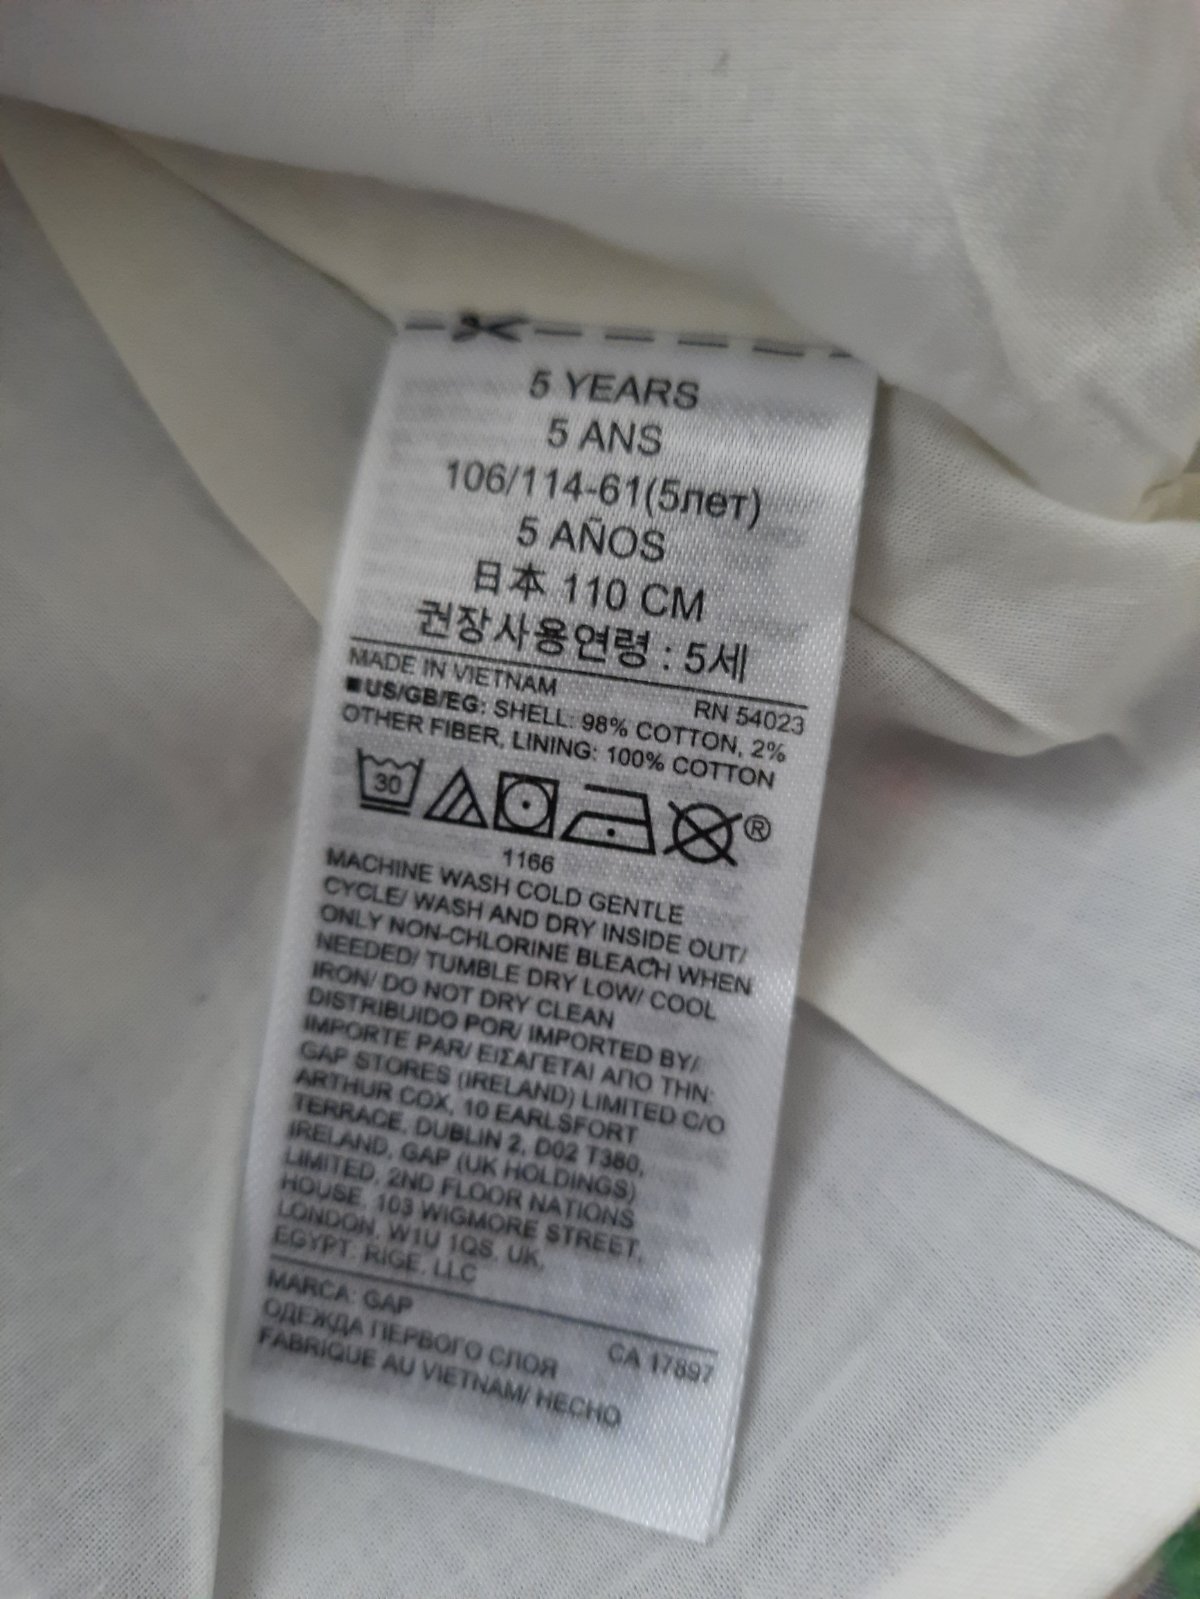 5 YEARS
5 ANS
106/114-61(5лет)
5 AÑOS
日本 110 CM
권장사용연령 : 5세
MADE IN VIETNAM
RN 54023
■US/GB/EG: SHELL: 98% COTTON, 2%
OTHER FIBER, LINING: 100% COTTON
30
®
1166
MACHINE WASH COLD GENTLE
CYCLE/ WASH AND DRY INSIDE OUT/
ONLY NON-CHLORINE BLEACH WHEN
NEEDED/ TUMBLE DRY LOW/ COOL
IRON/ DO NOT DRY CLEAN
DISTRIBUIDO POR/ IMPORTED BY/
IMPORTE PAR/ ΕΙΣΑΓΕΤΑΙ ΑΠΟ ΤΗΝ:
GAP STORES (IRELAND) LIMITED C/O
ARTHUR COX, 10 EARLSFORT
TERRACE, DUBLIN 2, D02 T380,
IRELAND, GAP (UK HOLDINGS)
LIMITED, 2ND FLOOR NATIONS
HOUSE, 103 WIGMORE STREET,
LONDON, W1U 1QS, UK,
EGYPT: RIGE, LLC
MARCA: GAP
CA 17897
ОДЕЖДА ПЕРВОГО СЛОЯ
FABRIQUE AU VIETNAM/ HECHO